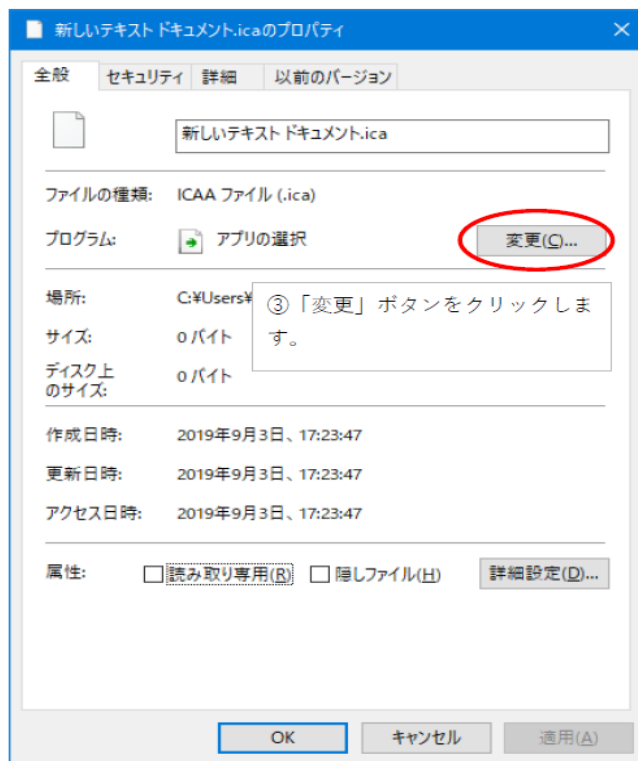 新しいテキスト ドキュメント.icaのプロパティ
全般 セキュリティ 詳細 以前のバージョン
新しいテキスト ドキュメント.ica
ファイルの種類: ICAA ファイル (.ica)
プログラム: アプリの選択 変更(C)...
場所: C:¥Users¥
③「変更」ボタンをクリックしま
す。
サイズ: 0 バイト
ディスク上
のサイズ: 0 バイト
作成日時: 2019年9月3日、17:23:47
更新日時: 2019年9月3日、17:23:47
アクセス日時: 2019年9月3日、17:23:47
属性: 読み取り専用(R) 隠しファイル(H) 詳細設定(D)...
OK キャンセル 適用(A)